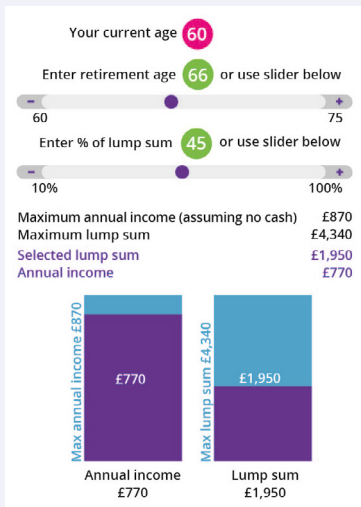 Your current age 60
Enter retirement age 66 or use slider below
- +
60 75
Enter % of lump sum 45 or use slider below
- +
10% 100%
Maximum annual income (assuming no cash) £870
Maximum lump sum £4,340
Selected lump sum £1,950
Annual income £770
Max annual income £870
£770
Max lump sum £4,340
£1,950
Annual income Lump sum
£770 £1,950